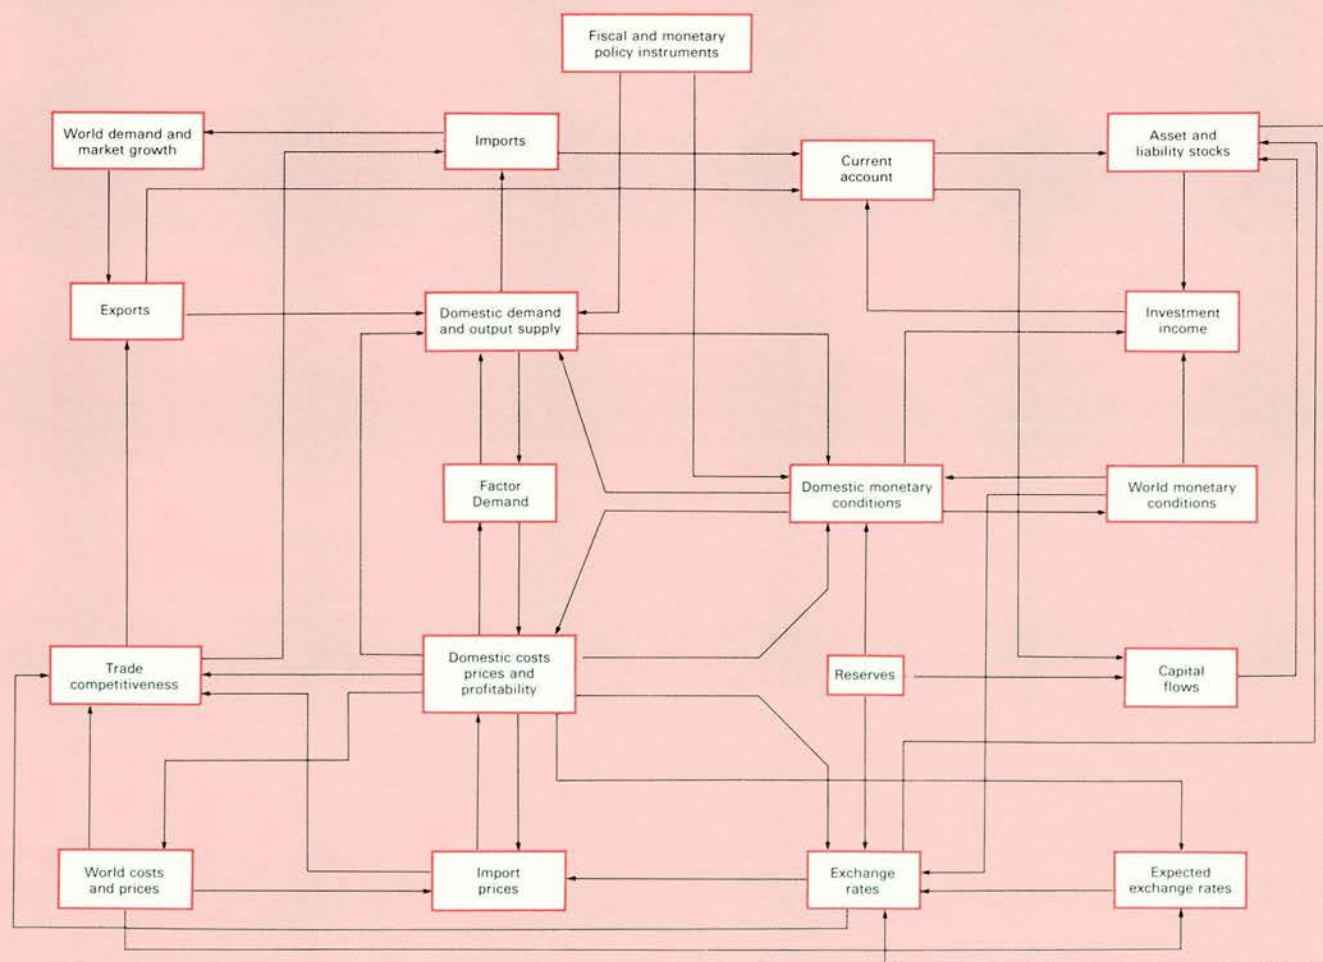 Fiscal and monetary
policy instruments
World demand and
market growth
Imports
Current
account
Asset and
liability stocks
Exports
Domestic demand
and output supply
Investment
income
Factor
Demand
Domestic monetary
conditions
World monetary
conditions
Trade
competitiveness
Domestic costs
prices and
profitability
Reserves
Capital
flows
World costs
and prices
Import
prices
Exchange
rates
Expected
exchange rates